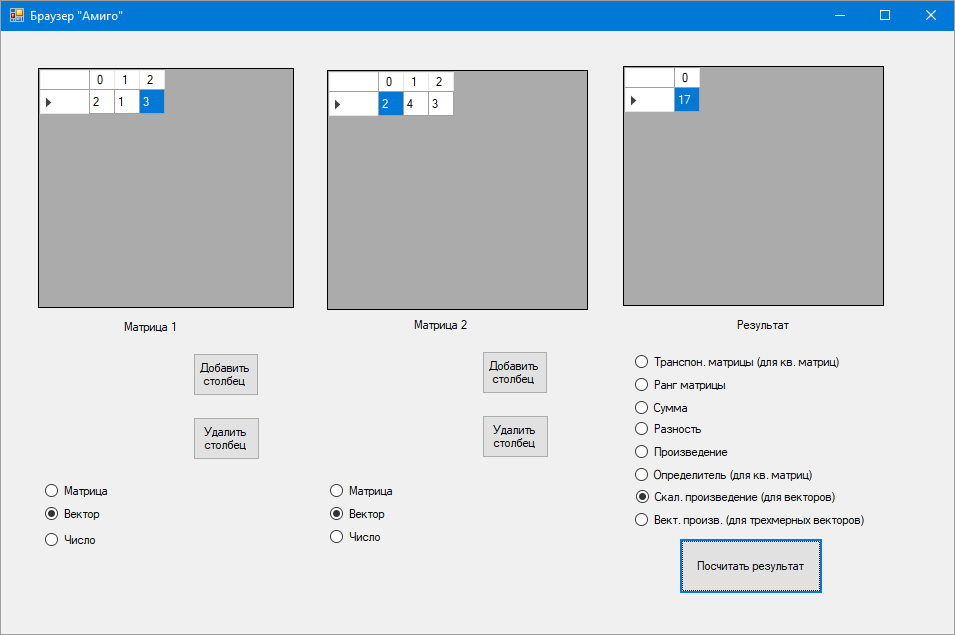 Браузер "Амиго"
0 1 2
2 1 3
0 1 2
2 4 3
0
17
Матрица 1
Матрица 2
Результат
Добавить
столбец
Удалить
столбец
Добавить
столбец
Удалить
столбец
Матрица
Вектор
Число
Матрица
Вектор
Число
Транспон. матрицы (для кв. матриц)
Ранг матрицы
Сумма
Разность
Произведение
Определитель (для кв. матриц)
Скал. произведение (для векторов)
Вект. произв. (для трехмерных векторов)
Посчитать результат